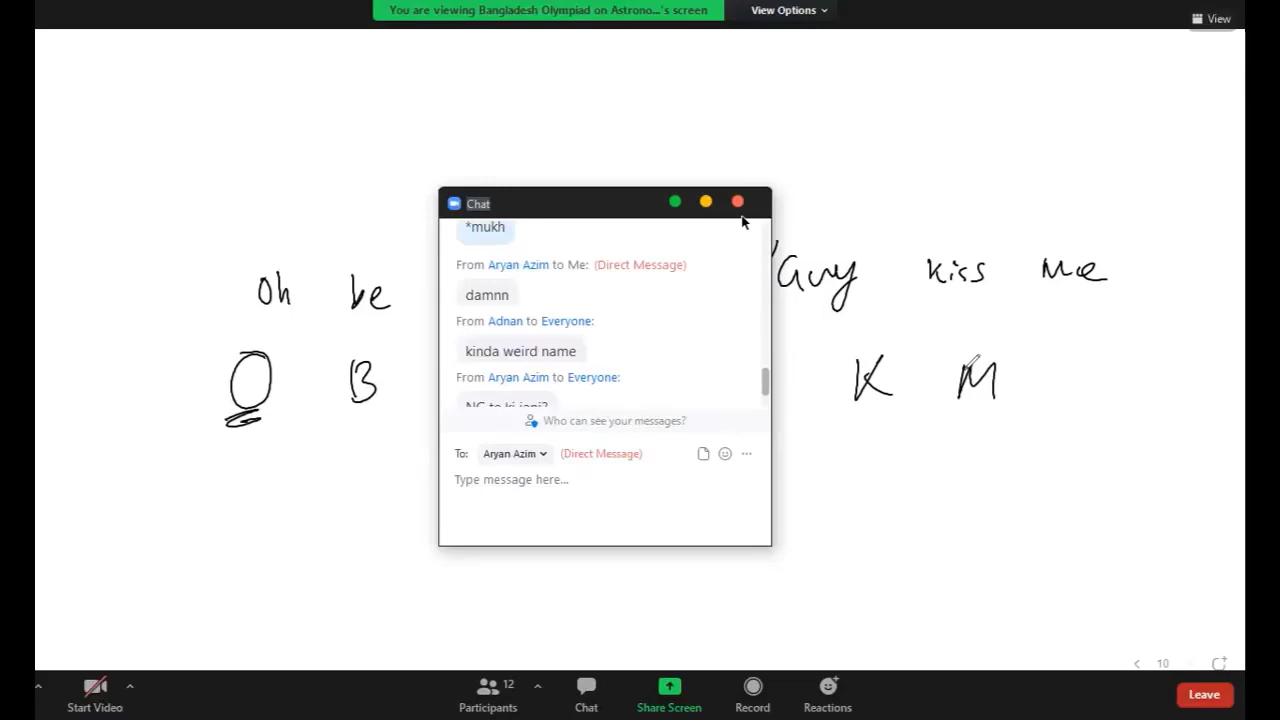 You are viewing Bangladesh Olympiad on Astrono...'s screen
View Options
View
Chat
*mukh
From Aryan Azim to Me: (Direct Message)
damnn
From Adnan to Everyone:
kinda weird name
From Aryan Azim to Everyone:
Who can see your messages?
To: Aryan Azim (Direct Message)
Type message here...
Oh be Guy kiss Me
O B K M
10
Start Video
12
Participants
Chat
Share Screen
Record
Reactions
Leave